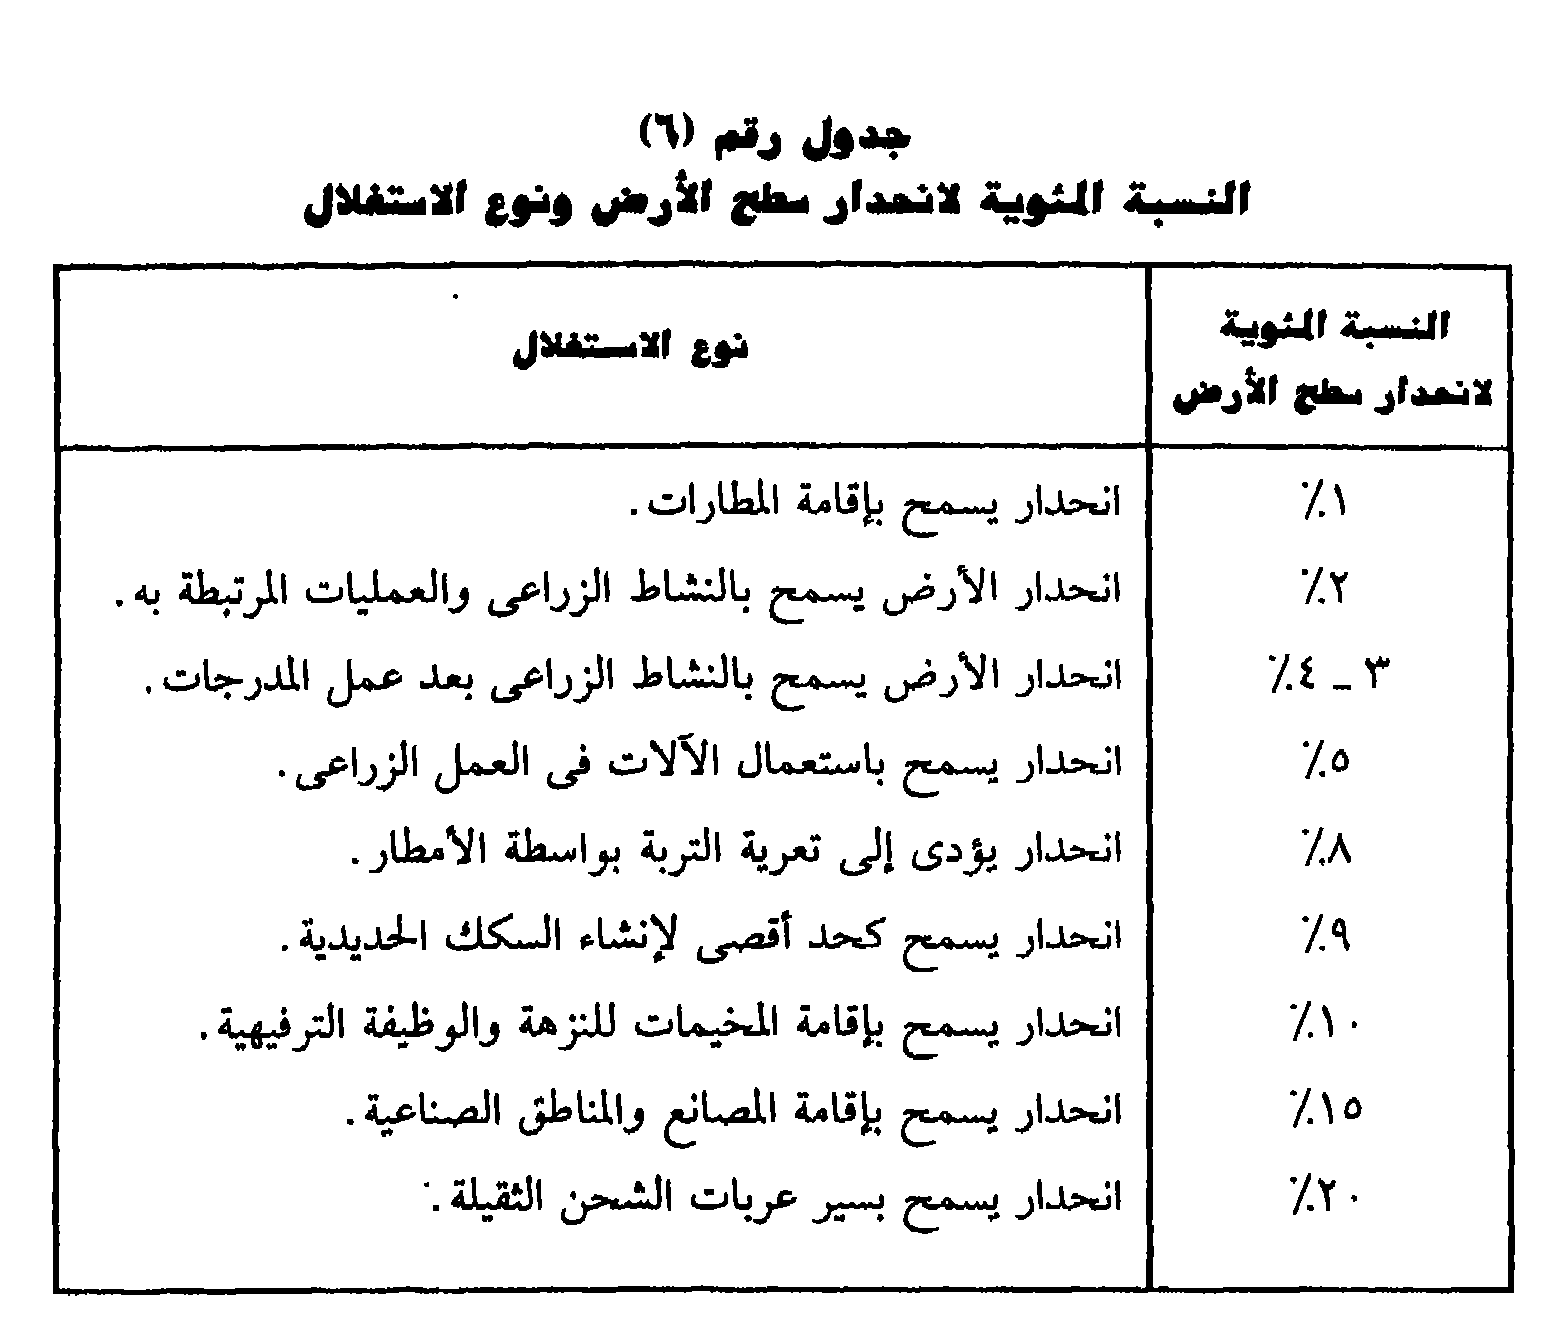 جدول رقم (٦)
النسبة المئوية لانحدار سطح الأرض ونوع الاستغلال
النسبة المئوية
لانحدار سطح الأرض
نوع الاستغلال
١٪ انحدار يسمح بإقامة المطارات.
٢٪ انحدار الأرض يسمح بالنشاط الزراعى والعمليات المرتبطة به.
٣ ـ ٤٪ انحدار الأرض يسمح بالنشاط الزراعى بعد عمل المدرجات.
٥٪ انحدار يسمح باستعمال الآلات فى العمل الزراعى.
٨٪ انحدار يؤدى إلى تعرية التربة بواسطة الأمطار.
٩٪ انحدار يسمح كحد أقصى لإنشاء السكك الحديدية.
١٠٪ انحدار يسمح بإقامة المخيمات للنزهة والوظيفة الترفيهية.
١٥٪ انحدار يسمح بإقامة المصانع والمناطق الصناعية.
٢٠٪ انحدار يسمح بسير عربات الشحن الثقيلة.